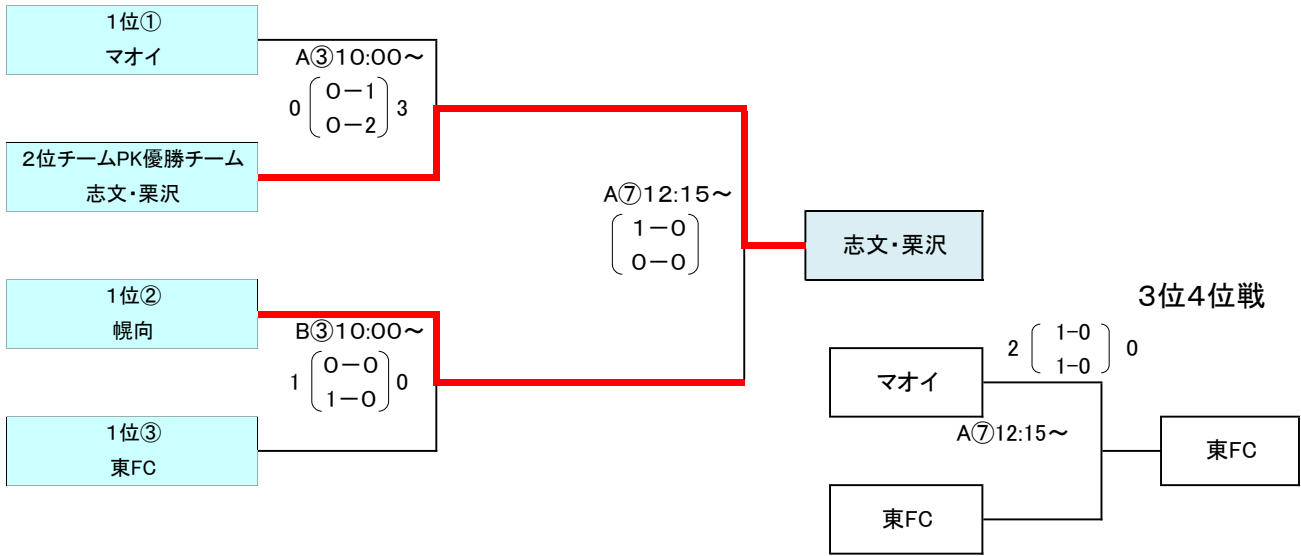 1位①
マオイ
A③10:00～
0 0－1 3
0－2
2位チームPK優勝チーム
志文・栗沢
A⑦12:15～
1－0
0－0
志文・栗沢
1位②
幌向
B③10:00～
1 0－0 0
1－0
1位③
東FC
3位4位戦
2 1-0 0
1-0
マオイ
A⑦12:15～
東FC
東FC